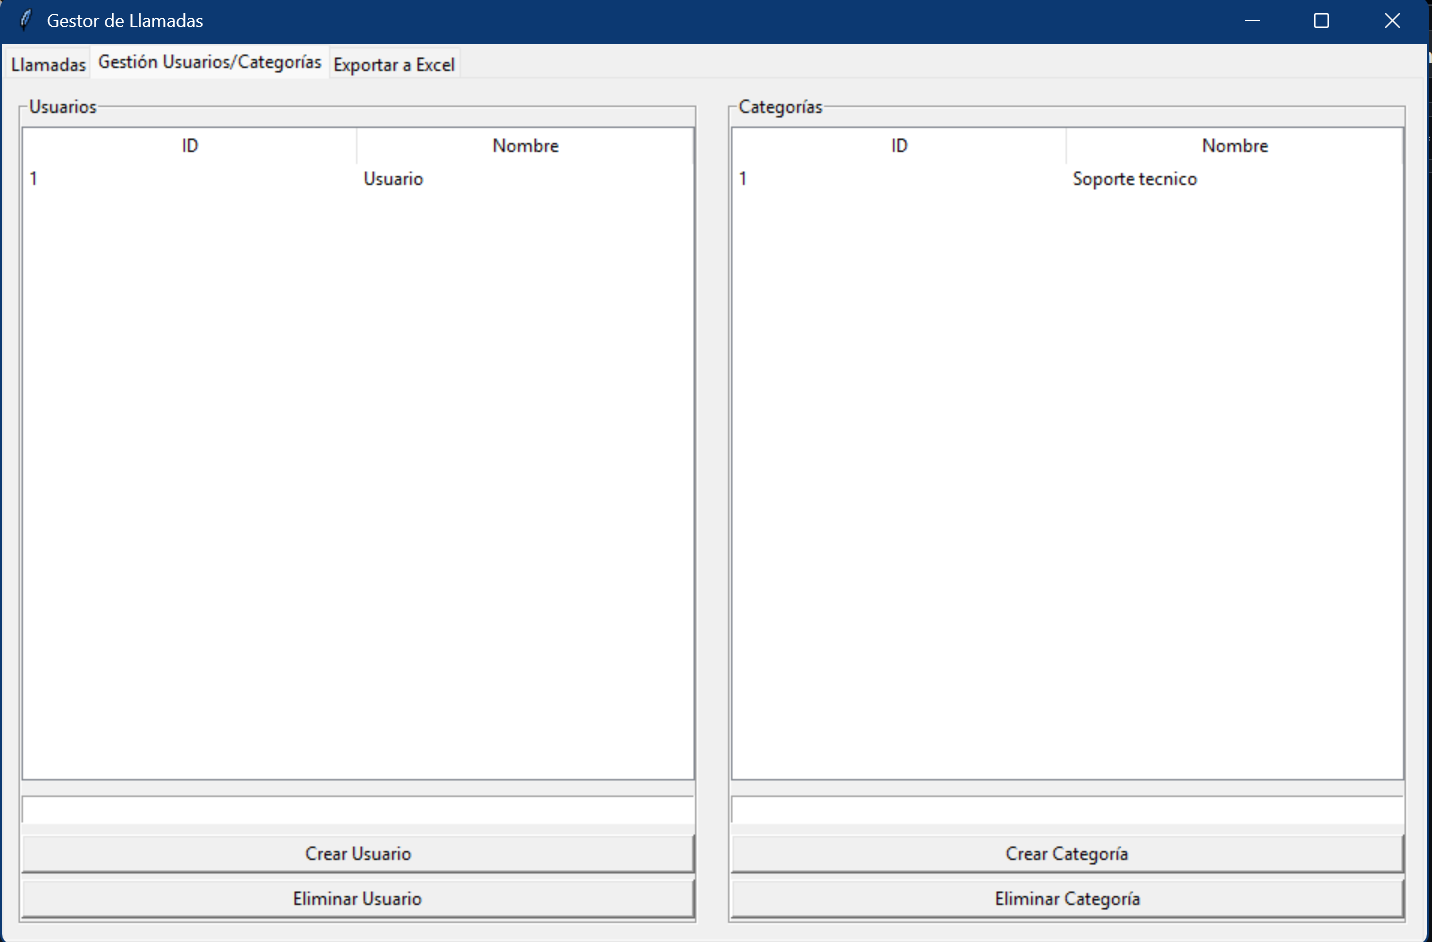 Gestor de Llamadas
Llamadas Gestión Usuarios/Categorías Exportar a Excel
Usuarios
ID Nombre
1 Usuario
Crear Usuario
Eliminar Usuario
Categorías
ID Nombre
1 Soporte tecnico
Crear Categoría
Eliminar Categoría